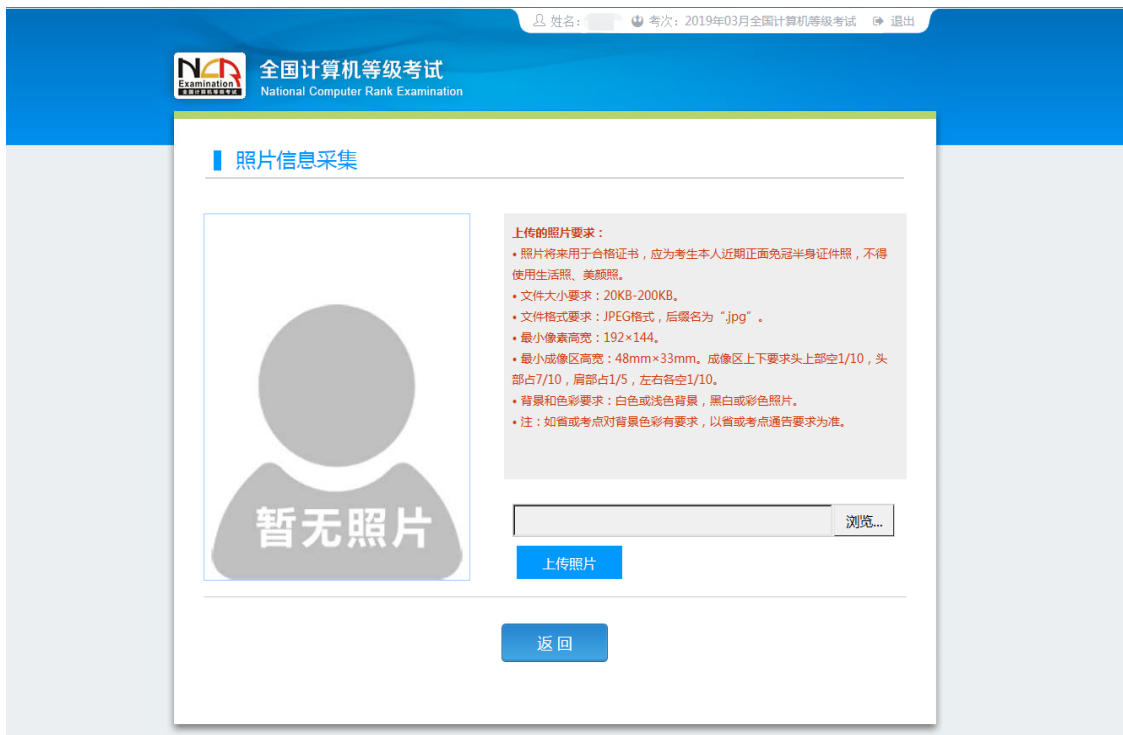 姓名：
考次：2019年03月全国计算机等级考试
退出
NCR
Examination
全国计算机等级考试
全国计算机等级考试
National Computer Rank Examination
照片信息采集
暂无照片
上传的照片要求：
• 照片将来用于合格证书，应为考生本人近期正面免冠半身证件照，不得
使用生活照、美颜照。
• 文件大小要求：20KB-200KB。
• 文件格式要求：JPEG格式，后缀名为“.jpg”。
• 最小像素高宽：192×144。
• 最小成像区高宽：48mm×33mm。成像区上下要求头上部空1/10，头
部占7/10，肩部占1/5，左右各空1/10。
• 背景和色彩要求：白色或浅色背景，黑白或彩色照片。
• 注：如省或考点对背景色彩有要求，以省或考点通告要求为准。
浏览...
上传照片
返回